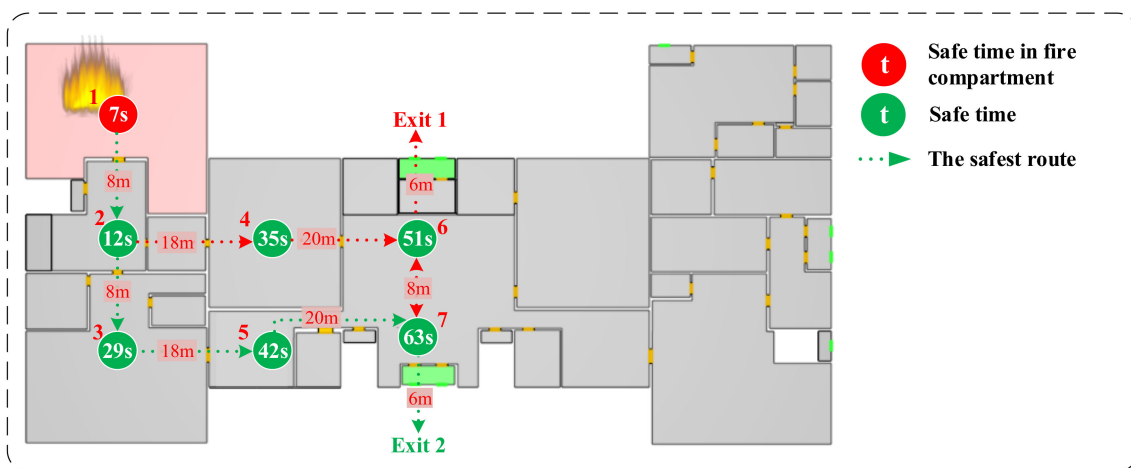 t
Safe time in fire
compartment
t
Safe time
The safest route
1
7s
Exit 1
8m
6m
2
12s
18m
4
35s
20m
51s
6
8m
8m
3
29s
18m
5
42s
20m
7
63s
6m
Exit 2